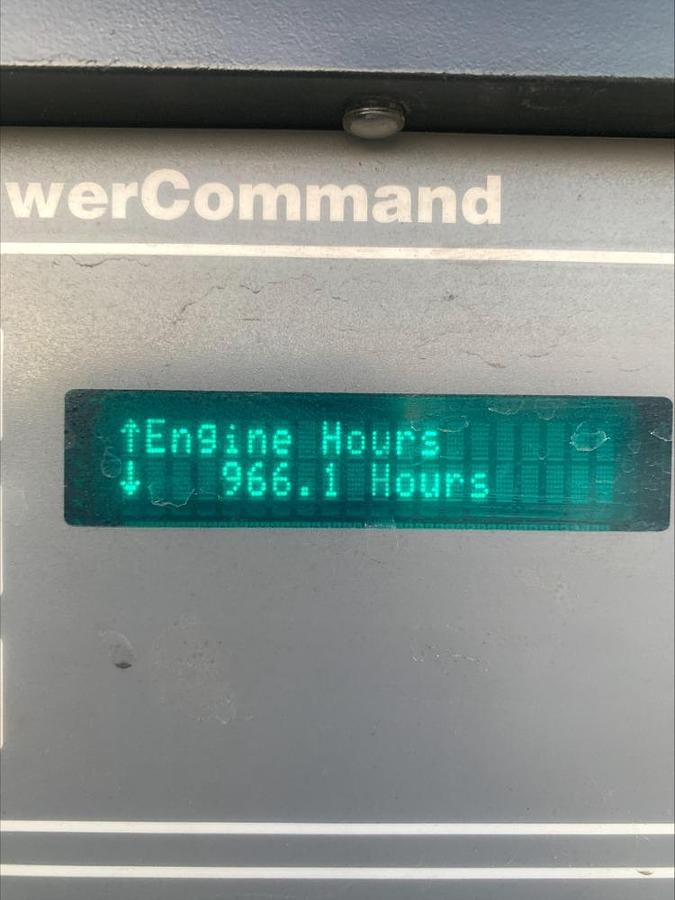 werCommand
↑Engine Hours
↓ 966.1 Hours